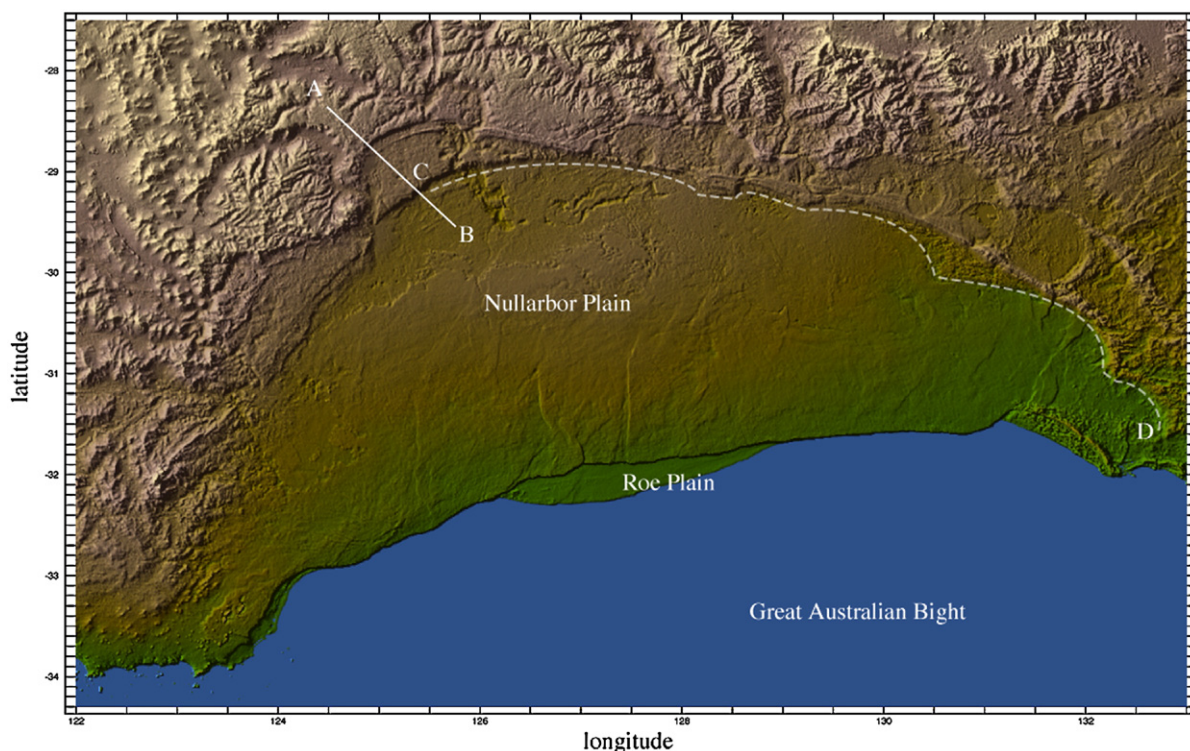 -28
A
-29
C
B
-30
Nullarbor Plain
latitude
-31
D
-32
Roe Plain
-33
Great Australian Bight
-34
122
124
126
128
130
132
longitude